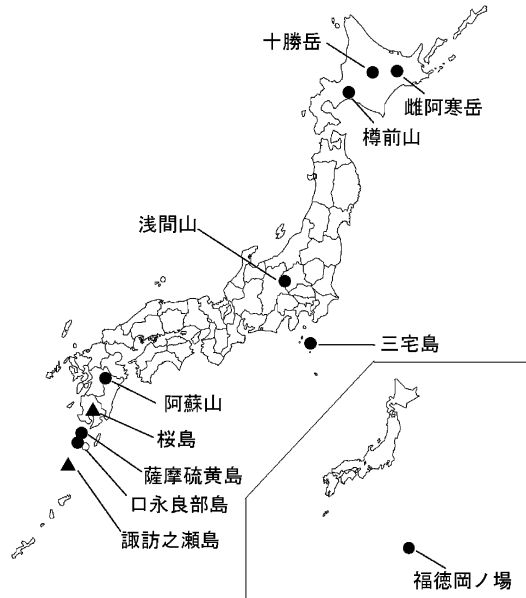 十勝岳
雌阿寒岳
樽前山
浅間山
三宅島
阿蘇山
桜島
薩摩硫黄島
口永良部島
諏訪之瀬島
福徳岡ノ場